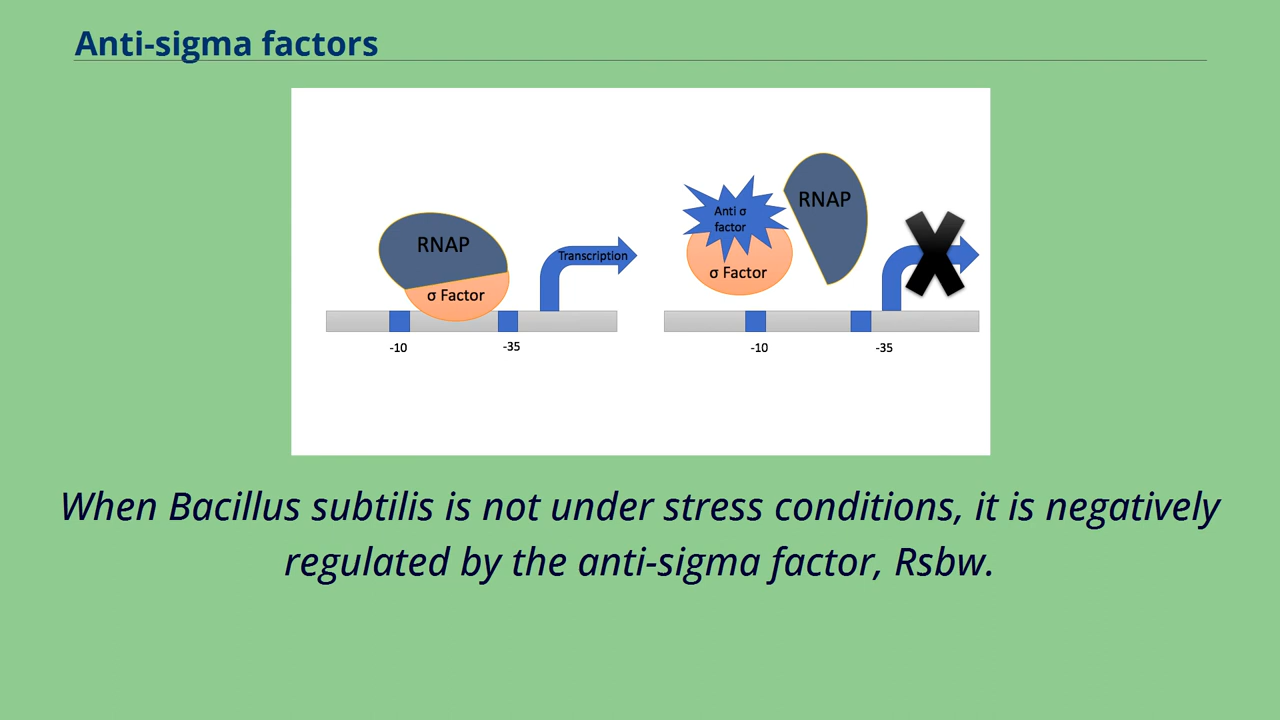 Anti-sigma factors
RNAP
σ Factor
Transcription
-10
-35
Anti σ
factor
σ Factor
RNAP
-10
-35
When Bacillus subtilis is not under stress conditions, it is negatively
regulated by the anti-sigma factor, Rsbw.